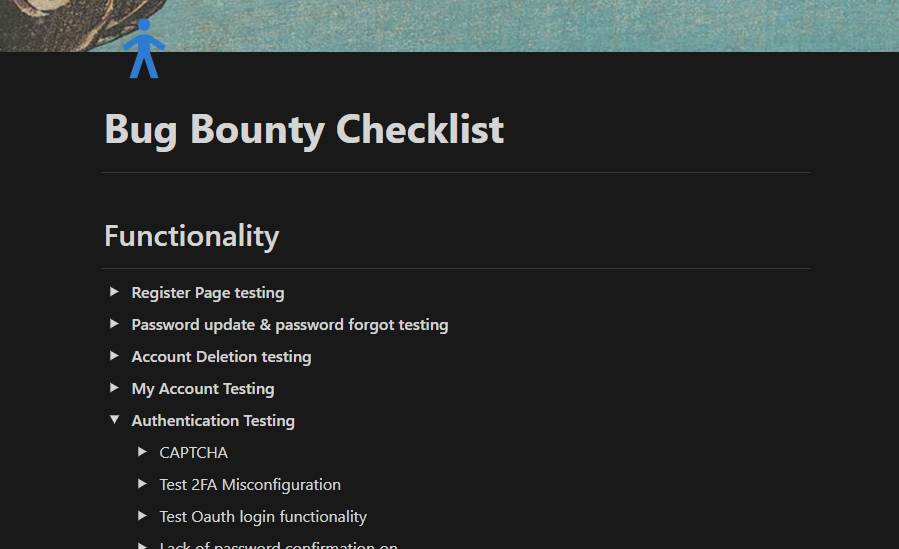 Bug Bounty Checklist
Functionality
Register Page testing
Password update & password forgot testing
Account Deletion testing
My Account Testing
Authentication Testing
CAPTCHA
Test 2FA Misconfiguration
Test Oauth login functionality
Lack of password confirmation on